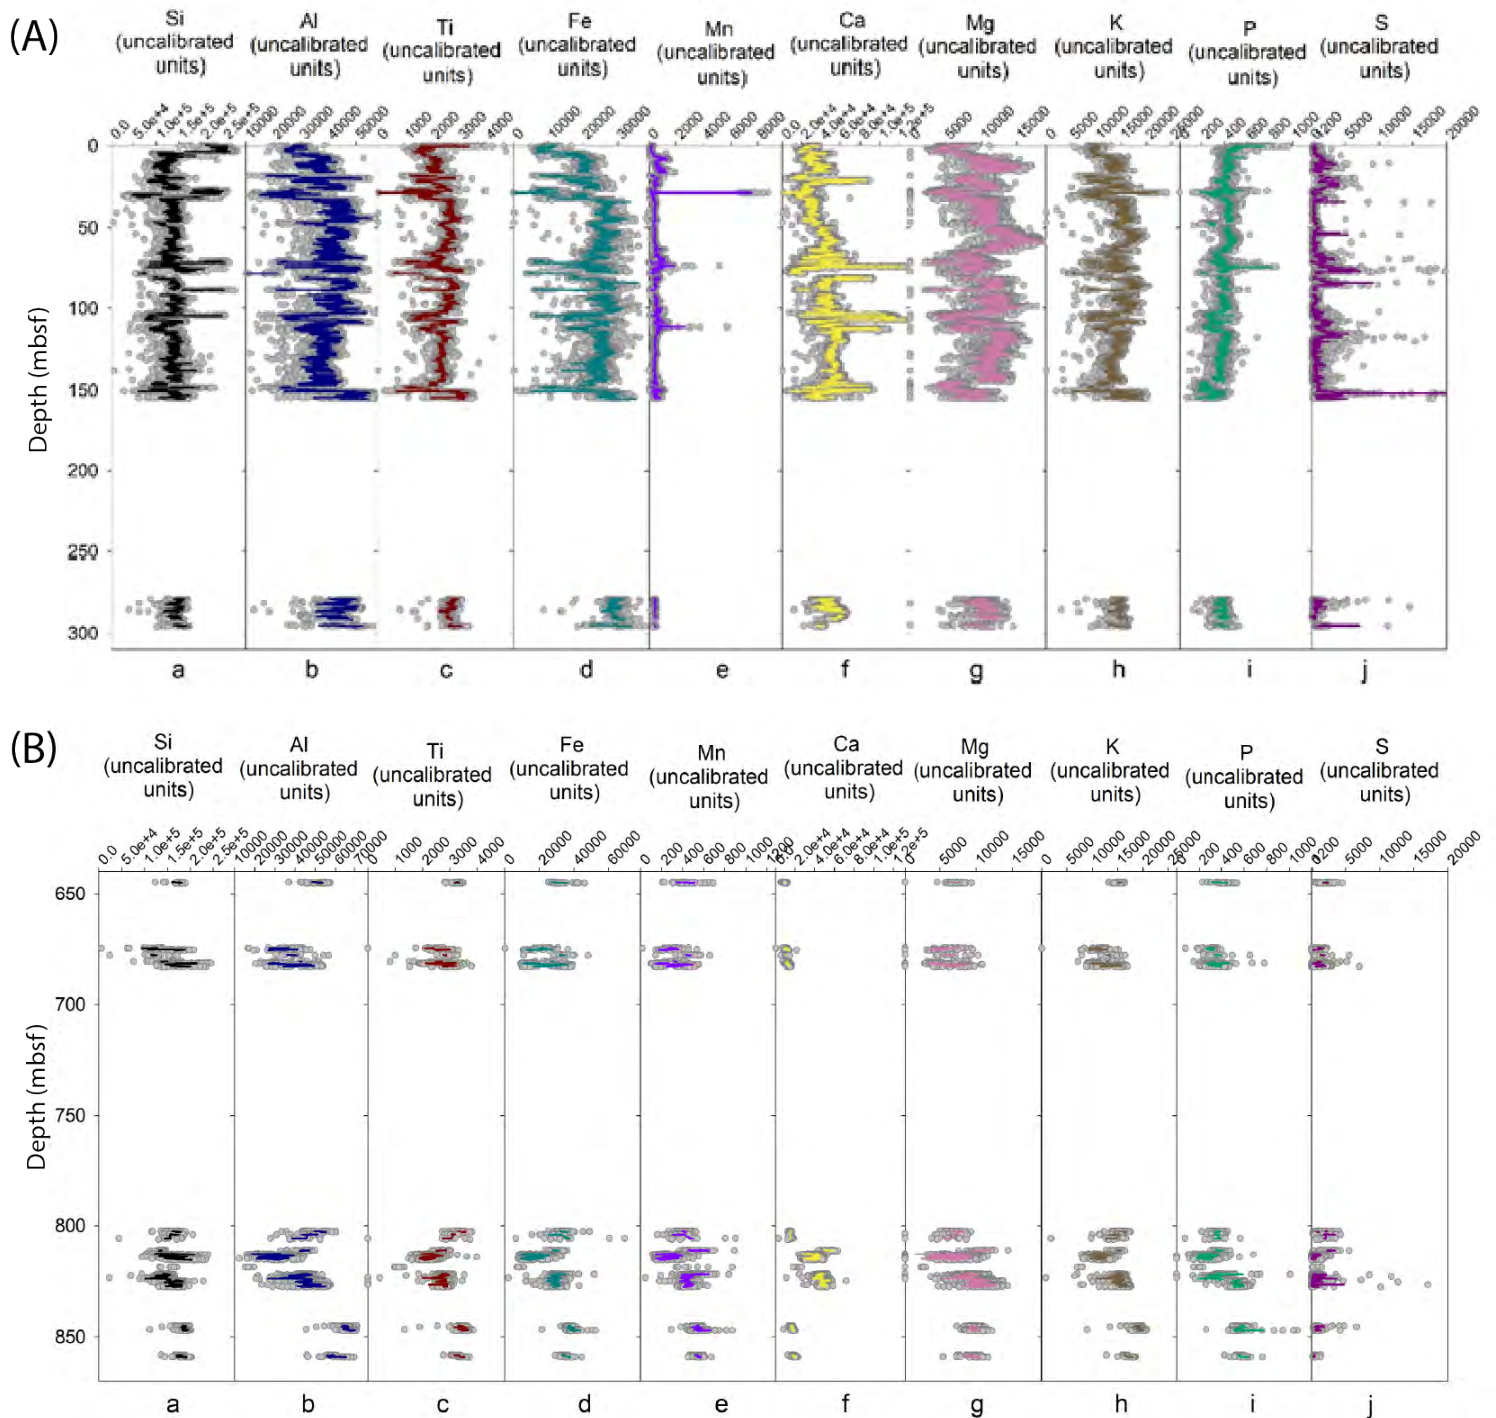 (A)
Si
(uncalibrated
units)
Al
(uncalibrated
units)
Ti
(uncalibrated
units)
Fe
(uncalibrated
units)
Mn
(uncalibrated
units)
Ca
(uncalibrated
units)
Mg
(uncalibrated
units)
K
(uncalibrated
units)
P
(uncalibrated
units)
S
(uncalibrated
units)
0.0 5.0e+4 1.0e+5 1.5e+5 2.0e+5 2.5e+5
10000 20000 30000 40000 50000
0 1000 2000 3000 4000
0 10000 20000 30000
0 2000 4000 6000 8000
0.0 2.0e+4 4.0e+4 6.0e+4 8.0e+4 1.0e+5 1.2e+5
5000 10000 15000
0 5000 10000 15000 20000
200 400 600 800 1000
5000 10000 15000 20000
0
50
100
150
200
250
300
Depth (mbsf)
a b c d e f g h i j
(B)
Si
(uncalibrated
units)
Al
(uncalibrated
units)
Ti
(uncalibrated
units)
Fe
(uncalibrated
units)
Mn
(uncalibrated
units)
Ca
(uncalibrated
units)
Mg
(uncalibrated
units)
K
(uncalibrated
units)
P
(uncalibrated
units)
S
(uncalibrated
units)
0.0 5.0e+4 1.0e+5 1.5e+5 2.0e+5 2.5e+5
10000 20000 30000 40000 50000 60000 70000
0 1000 2000 3000 4000
0 20000 40000 60000
0 200 400 600 800 1000 1200
0.0 2.0e+4 4.0e+4 6.0e+4 8.0e+4 1.0e+5 1.2e+5
0 5000 10000 15000
0 5000 10000 15000 20000
200 400 600 800 1000 1200
0 5000 10000 15000 20000
650
700
750
800
850
Depth (mbsf)
a b c d e f g h i j